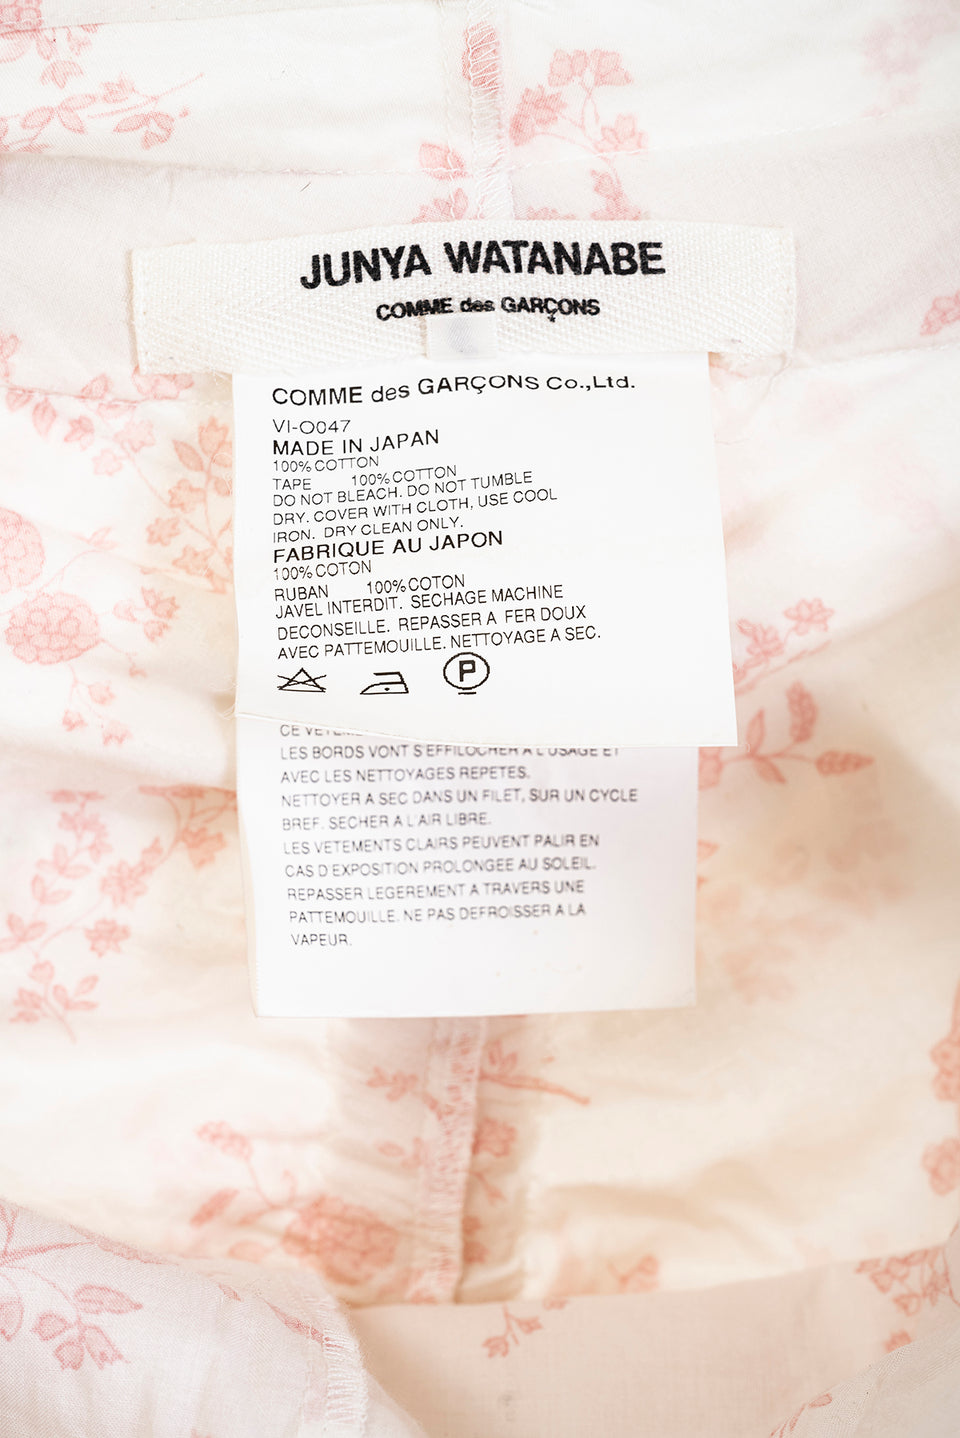 JUNYA WATANABE
COMME des GARÇONS
COMME des GARÇONS Co.,Ltd.
VI-O047
MADE IN JAPAN
100% COTTON
TAPE 100% COTTON
DO NOT BLEACH. DO NOT TUMBLE
DRY. COVER WITH CLOTH, USE COOL
IRON. DRY CLEAN ONLY.
FABRIQUE AU JAPON
100% COTON
RUBAN 100% COTON
JAVEL INTERDIT. SECHAGE MACHINE
DECONSEILLE. REPASSER A FER DOUX
AVEC PATTEMOUILLE. NETTOYAGE A SEC.
P
CE
LES BORDS VONT S'EFFILOCHER A L'USAGE ET
AVEC LES NETTOYAGES REPETES.
NETTOYER A SEC DANS UN FILET, SUR UN CYCLE
BREF. SECHER A L'AIR LIBRE.
LES VETEMENTS CLAIRS PEUVENT PALIR EN
CAS D EXPOSITION PROLONGEE AU SOLEIL.
REPASSER LEGEREMENT A TRAVERS UNE
PATTEMOUILLE. NE PAS DEFROISSER A LA
VAPEUR.